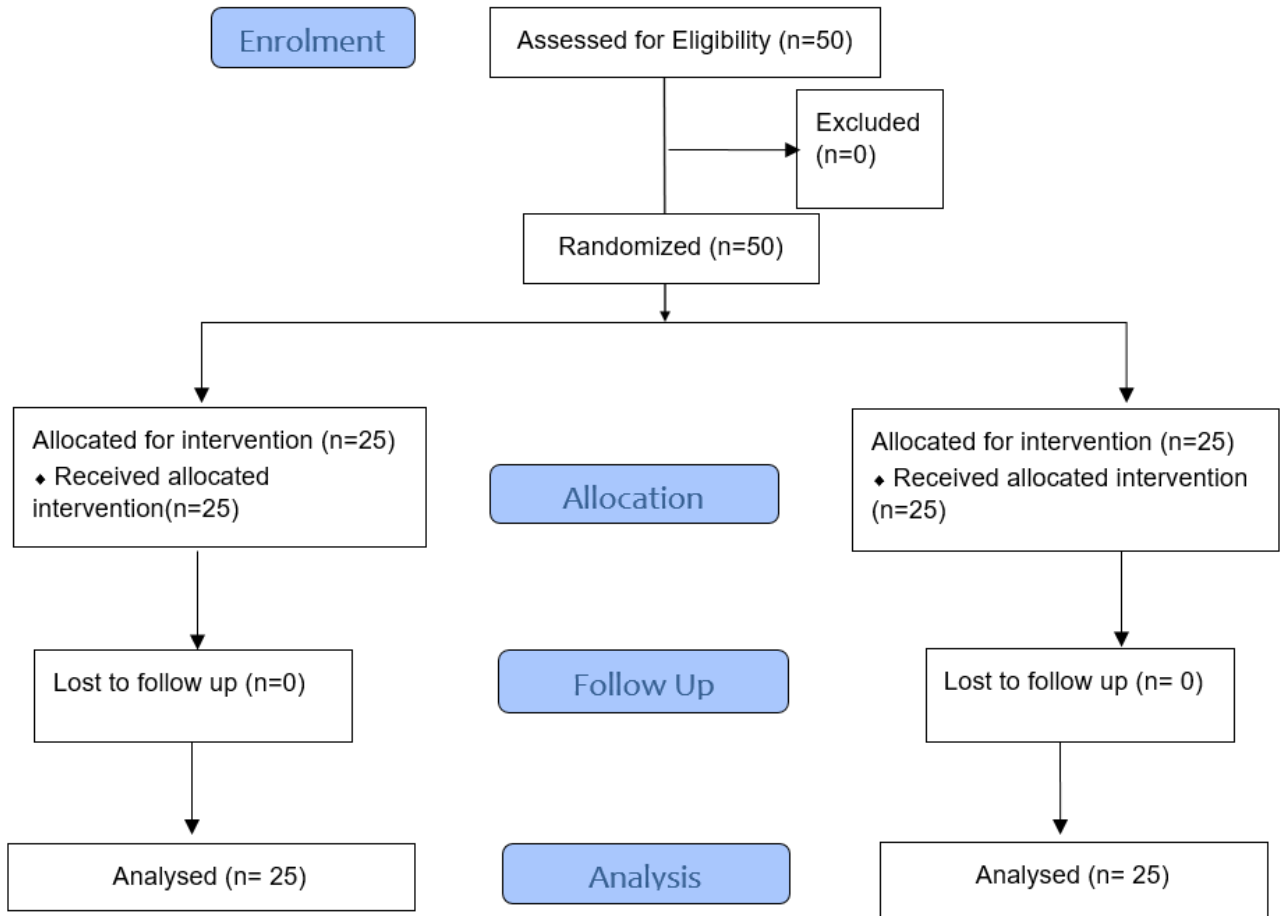 Enrolment
Assessed for Eligibility (n=50)
Excluded
(n=0)
Randomized (n=50)
Allocated for intervention (n=25)
⬧ Received allocated
intervention(n=25)
Allocation
Allocated for intervention (n=25)
⬧ Received allocated intervention
(n=25)
Lost to follow up (n=0)
Follow Up
Lost to follow up (n= 0)
Analysed (n= 25)
Analysis
Analysed (n= 25)